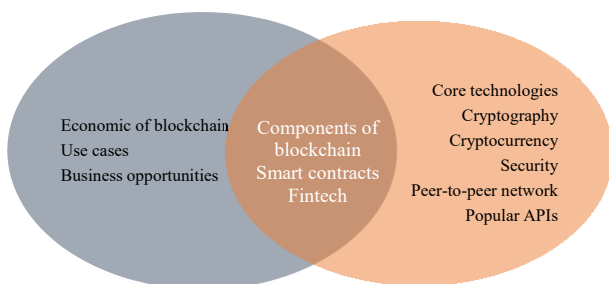 Economic of blockchain
Use cases
Business opportunities
Components of
blockchain
Smart contracts
Fintech
Core technologies
Cryptography
Cryptocurrency
Security
Peer-to-peer network
Popular APIs